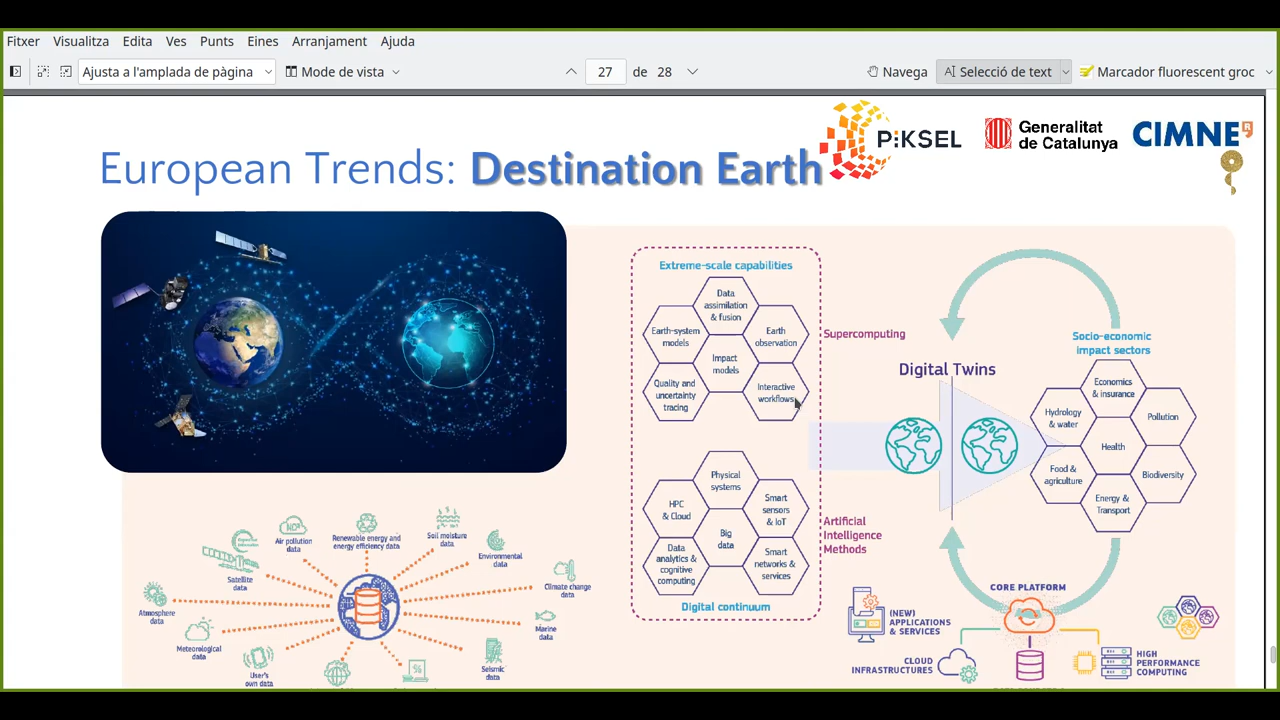 Fitxer Visualitza Edita Ves Punts Eines Arranjament Ajuda
Ajusta a l'amplada de pàgina
Mode de vista
27 de 28
Navega
Selecció de text
Marcador fluorescent groc
European Trends: Destination Earth
PIKSEL
Generalitat
de Catalunya
CIMNE
Extreme-scale capabilities
Data
assimilation
& fusion
Earth-system
models
Earth
observation
Impact
models
Quality and
uncertainty
tracing
Interactive
workflows
Physical
systems
HPC
& Cloud
Smart
sensors
& IoT
Big
data
Data
analytics &
cognitive
computing
Smart
networks &
services
Digital continuum
Supercomputing
Artificial
Intelligence
Methods
Digital Twins
Socio-economic
impact sectors
Economics
& insurance
Hydrology
& water
Pollution
Health
Food &
agriculture
Biodiversity
Energy &
Transport
CORE PLATFORM
(NEW)
APPLICATIONS
& SERVICES
CLOUD
INFRASTRUCTURES
HIGH
PERFORMANCE
COMPUTING
Air pollution
data
Renewable energy and
energy efficiency data
Soil moisture
data
Environmental
data
Satellite
data
Climate change
data
Atmosphere
data
Marine
data
Meteorological
data
Seismic
data
User's
own data